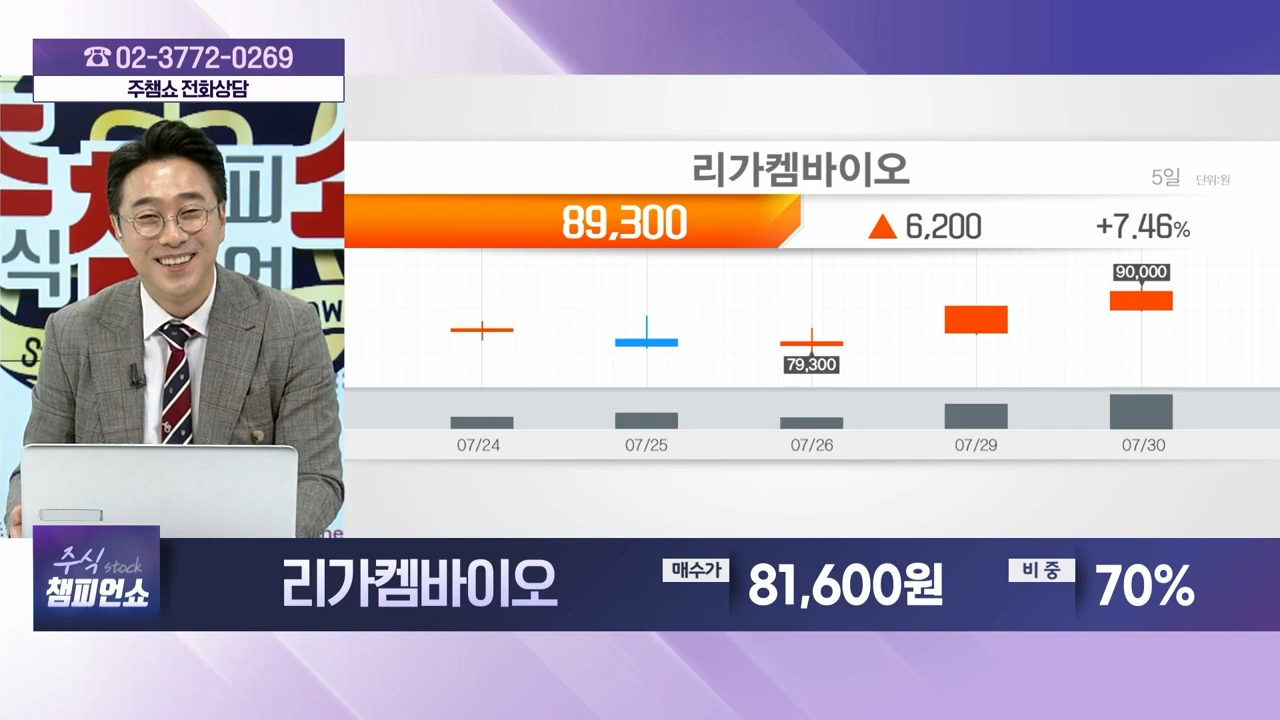 ☎02-3772-0269
주챔쇼 전화상담
리가켐바이오
5일 단위:원
89,300 ▲ 6,200 +7.46%
90,000
79,300
07/24 07/25 07/26 07/29 07/30
주식 stock
챔피언쇼
리가켐바이오 매수가 81,600원 비중 70%